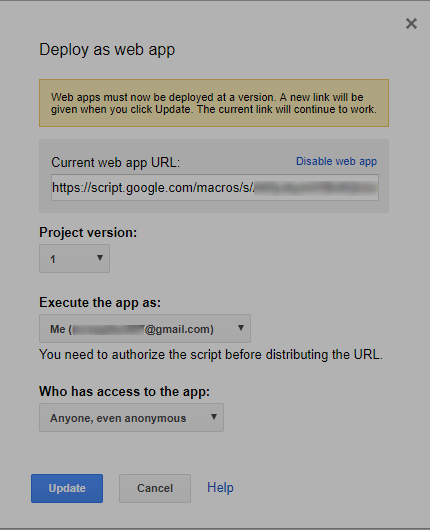 Deploy as web app
Web apps must now be deployed at a version. A new link will be
given when you click Update. The current link will continue to work.
Current web app URL: Disable web app
https://script.google.com/macros/s/
Project version:
1
Execute the app as:
Me ( @gmail.com)
You need to authorize the script before distributing the URL.
Who has access to the app:
Anyone, even anonymous
Update Cancel Help